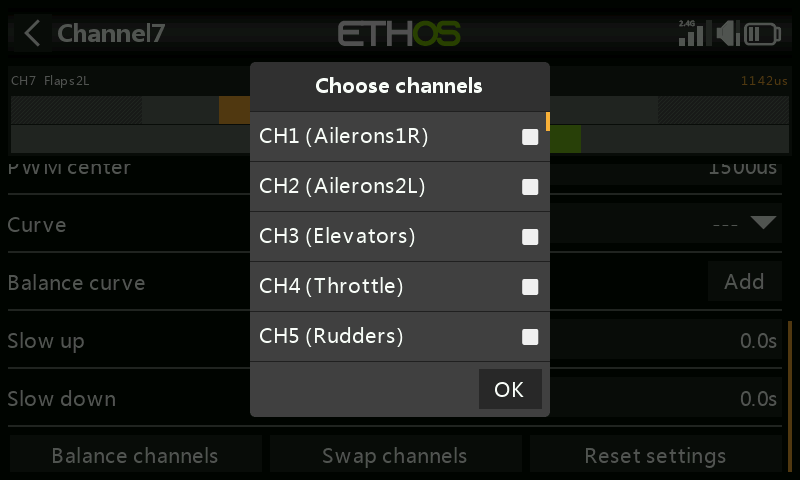 Channel7
ETHOS
2.4G
CH7 Flaps2L
1142us
Choose channels
CH1 (Ailerons1R)
CH2 (Ailerons2L)
CH3 (Elevators)
CH4 (Throttle)
CH5 (Rudders)
OK
PWM center
1500us
Curve
---
Balance curve
Add
Slow up
0.0s
Slow down
0.0s
Balance channels
Swap channels
Reset settings